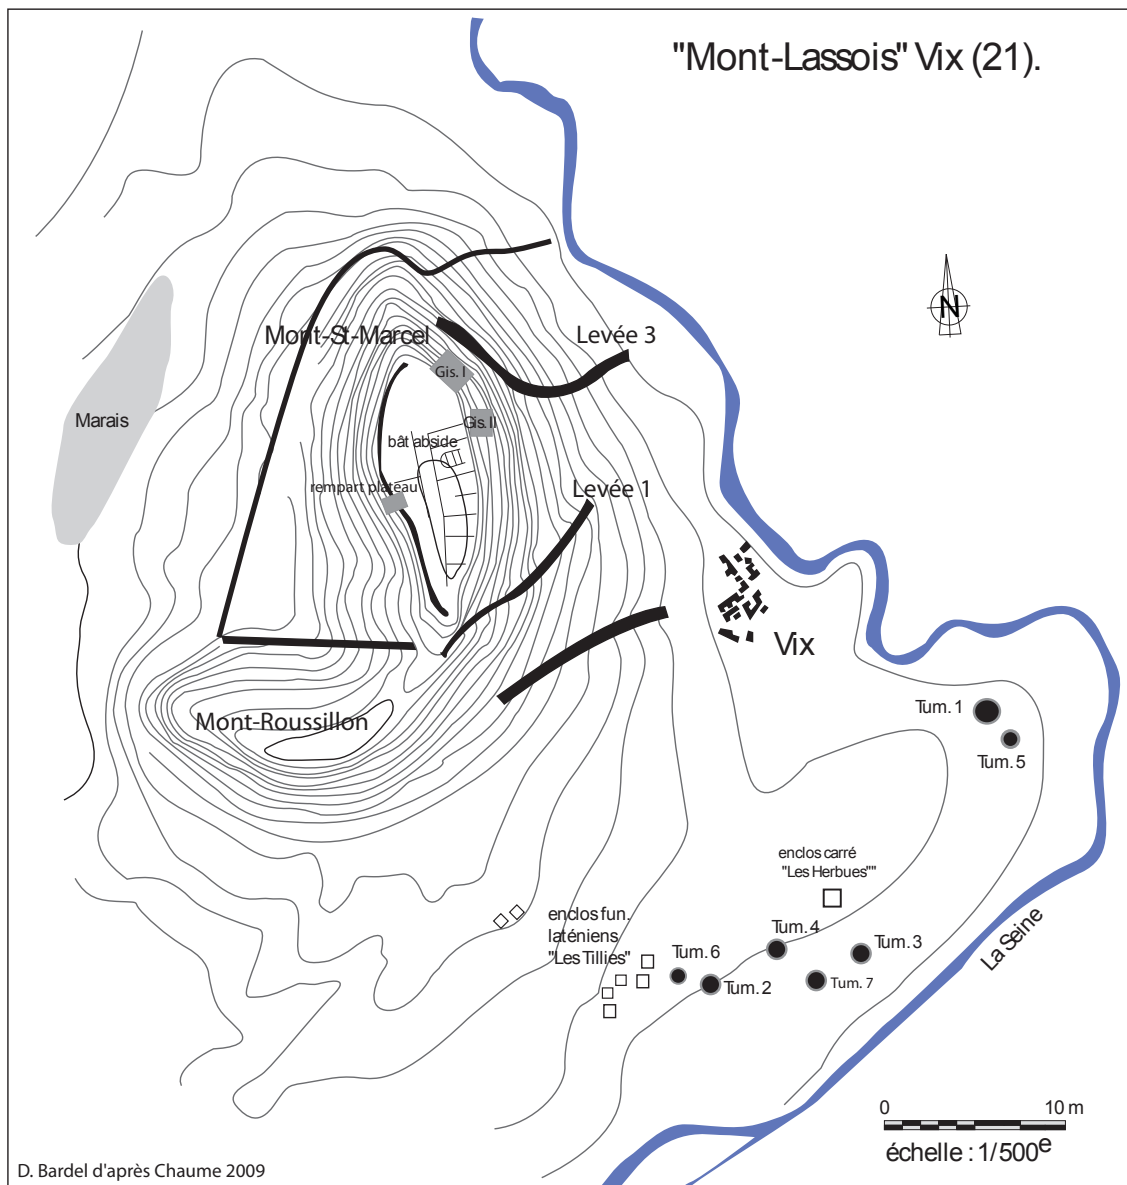 "Mont-Lassois" Vix (21).
N
Mont-St-Marcel
Levée 3
Gis. I
Marais
Gis. II
bât abside
rempart plateau
Levée 1
Vix
Mont-Roussillon
Tum. 1
Tum. 5
enclos carré
"Les Herbues""
enclos fun.
laténiens
"Les Tillies"
Tum. 4
Tum. 3
Tum. 6
Tum. 2
Tum. 7
La Seine
0 10 m
échelle : 1/500e
D. Bardel d'après Chaume 2009